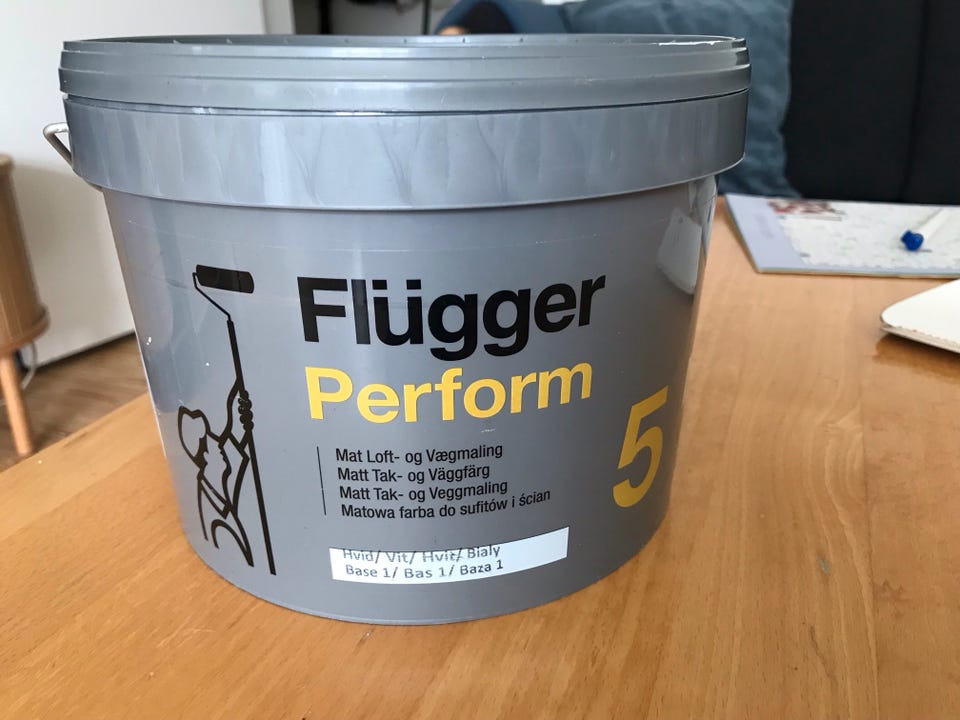 Flügger
Perform
5
Mat Loft- og Vægmaling
Matt Tak- og Väggfärg
Matt Tak- og Veggmaling
Matowa farba do sufitów i ścian
Hvid/ Vit/ Hvit/ Bialy
Base 1/ Bas 1/ Baza 1